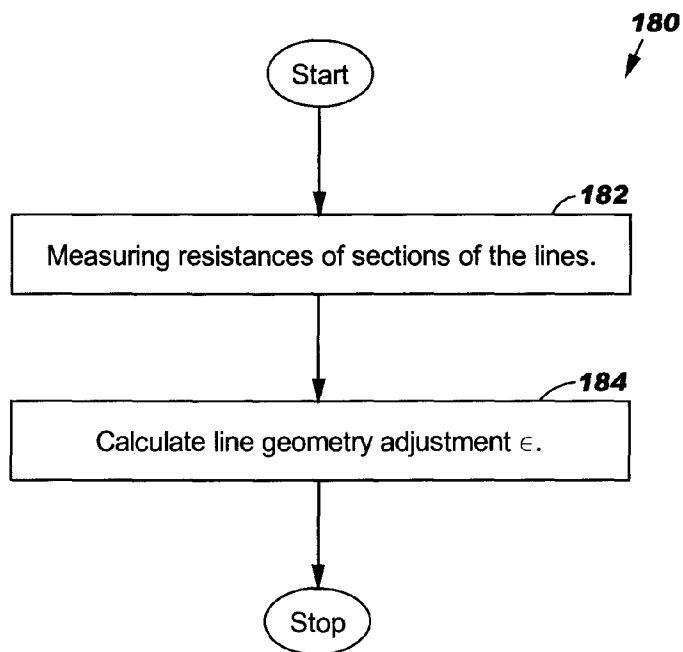 180
Start
182
Measuring resistances of sections of the lines.
184
Calculate line geometry adjustment ∈.
Stop